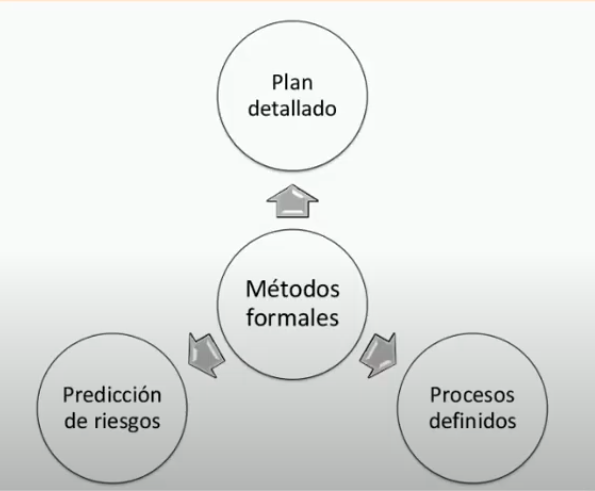 Plan
detallado
Métodos
formales
Predicción
de riesgos
Procesos
definidos